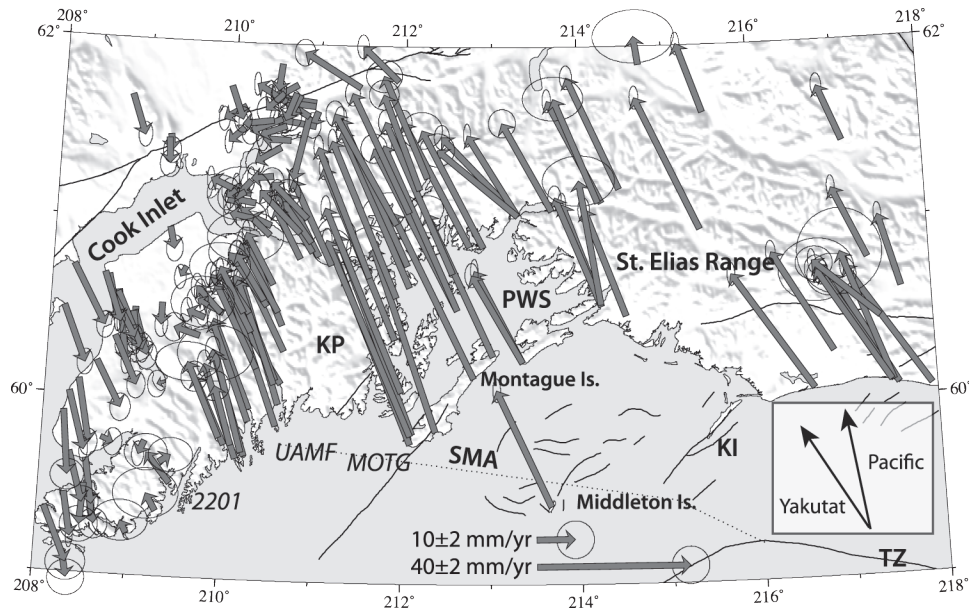 208°
210°
212°
214°
216°
218°
62°
62°
Cook Inlet
St. Elias Range
PWS
KP
60°
60°
Montague Is.
UAMF
MOTG
SMA
KI
Pacific
Yakutat
2201
Middleton Is.
10±2 mm/yr
40±2 mm/yr
TZ
208°
210°
212°
214°
216°
218°